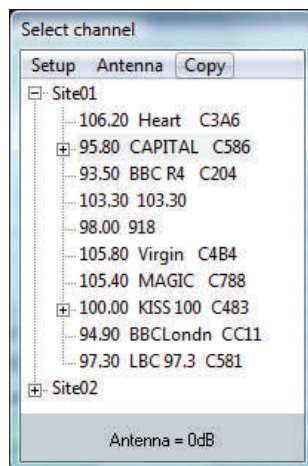 Select channel
Setup Antenna Copy
Site01
106.20 Heart C3A6
95.80 CAPITAL C586
93.50 BBC R4 C204
103.30 103.30
98.00 918
105.80 Virgin C4B4
105.40 MAGIC C788
100.00 KISS 100 C483
94.90 BBCLondn CC11
97.30 LBC 97.3 C581
Site02
Antenna = 0dB